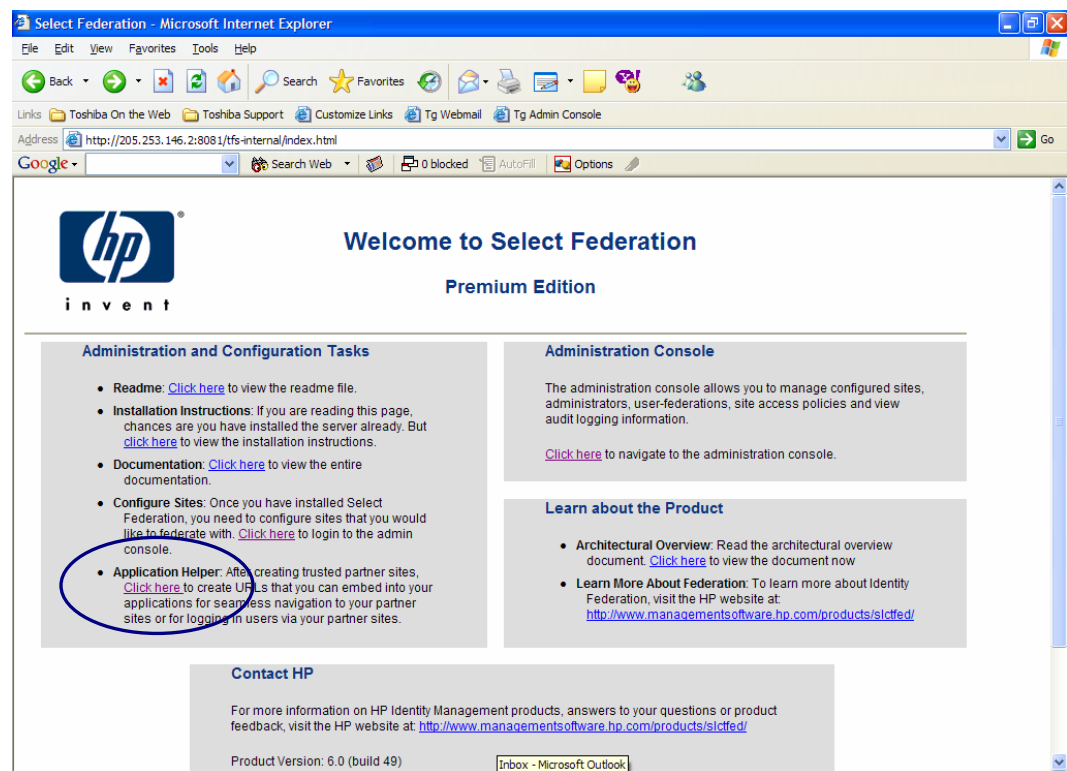 Select Federation - Microsoft Internet Explorer
File Edit View Favorites Tools Help
Back Search Favorites
Links Toshiba On the Web Toshiba Support Customize Links Tg Webmail Tg Admin Console
Address http://205.253.146.2:8081/tfs-internal/index.html Go
Google Search Web 0 blocked AutoFill Options
hp
®
invent
Welcome to Select Federation
Premium Edition
Administration and Configuration Tasks
Readme: Click here to view the readme file.
Installation Instructions: If you are reading this page,
chances are you have installed the server already. But
click here to view the installation instructions.
Documentation: Click here to view the entire
documentation.
Configure Sites: Once you have installed Select
Federation, you need to configure sites that you would
like to federate with. Click here to login to the admin
console.
Application Helper: After creating trusted partner sites,
Click here to create URLs that you can embed into your
applications for seamless navigation to your partner
sites or for logging in users via your partner sites.
Administration Console
The administration console allows you to manage configured sites,
administrators, user-federations, site access policies and view
audit logging information.
Click here to navigate to the administration console.
Learn about the Product
Architectural Overview: Read the architectural overview
document. Click here to view the document now
Learn More About Federation: To learn more about Identity
Federation, visit the HP website at:
http://www.managementsoftware.hp.com/products/slctfed/
Contact HP
For more information on HP Identity Management products, answers to your questions or product
feedback, visit the HP website at: http://www.managementsoftware.hp.com/products/slctfed/
Product Version: 6.0 (build 49)
Inbox - Microsoft Outlook